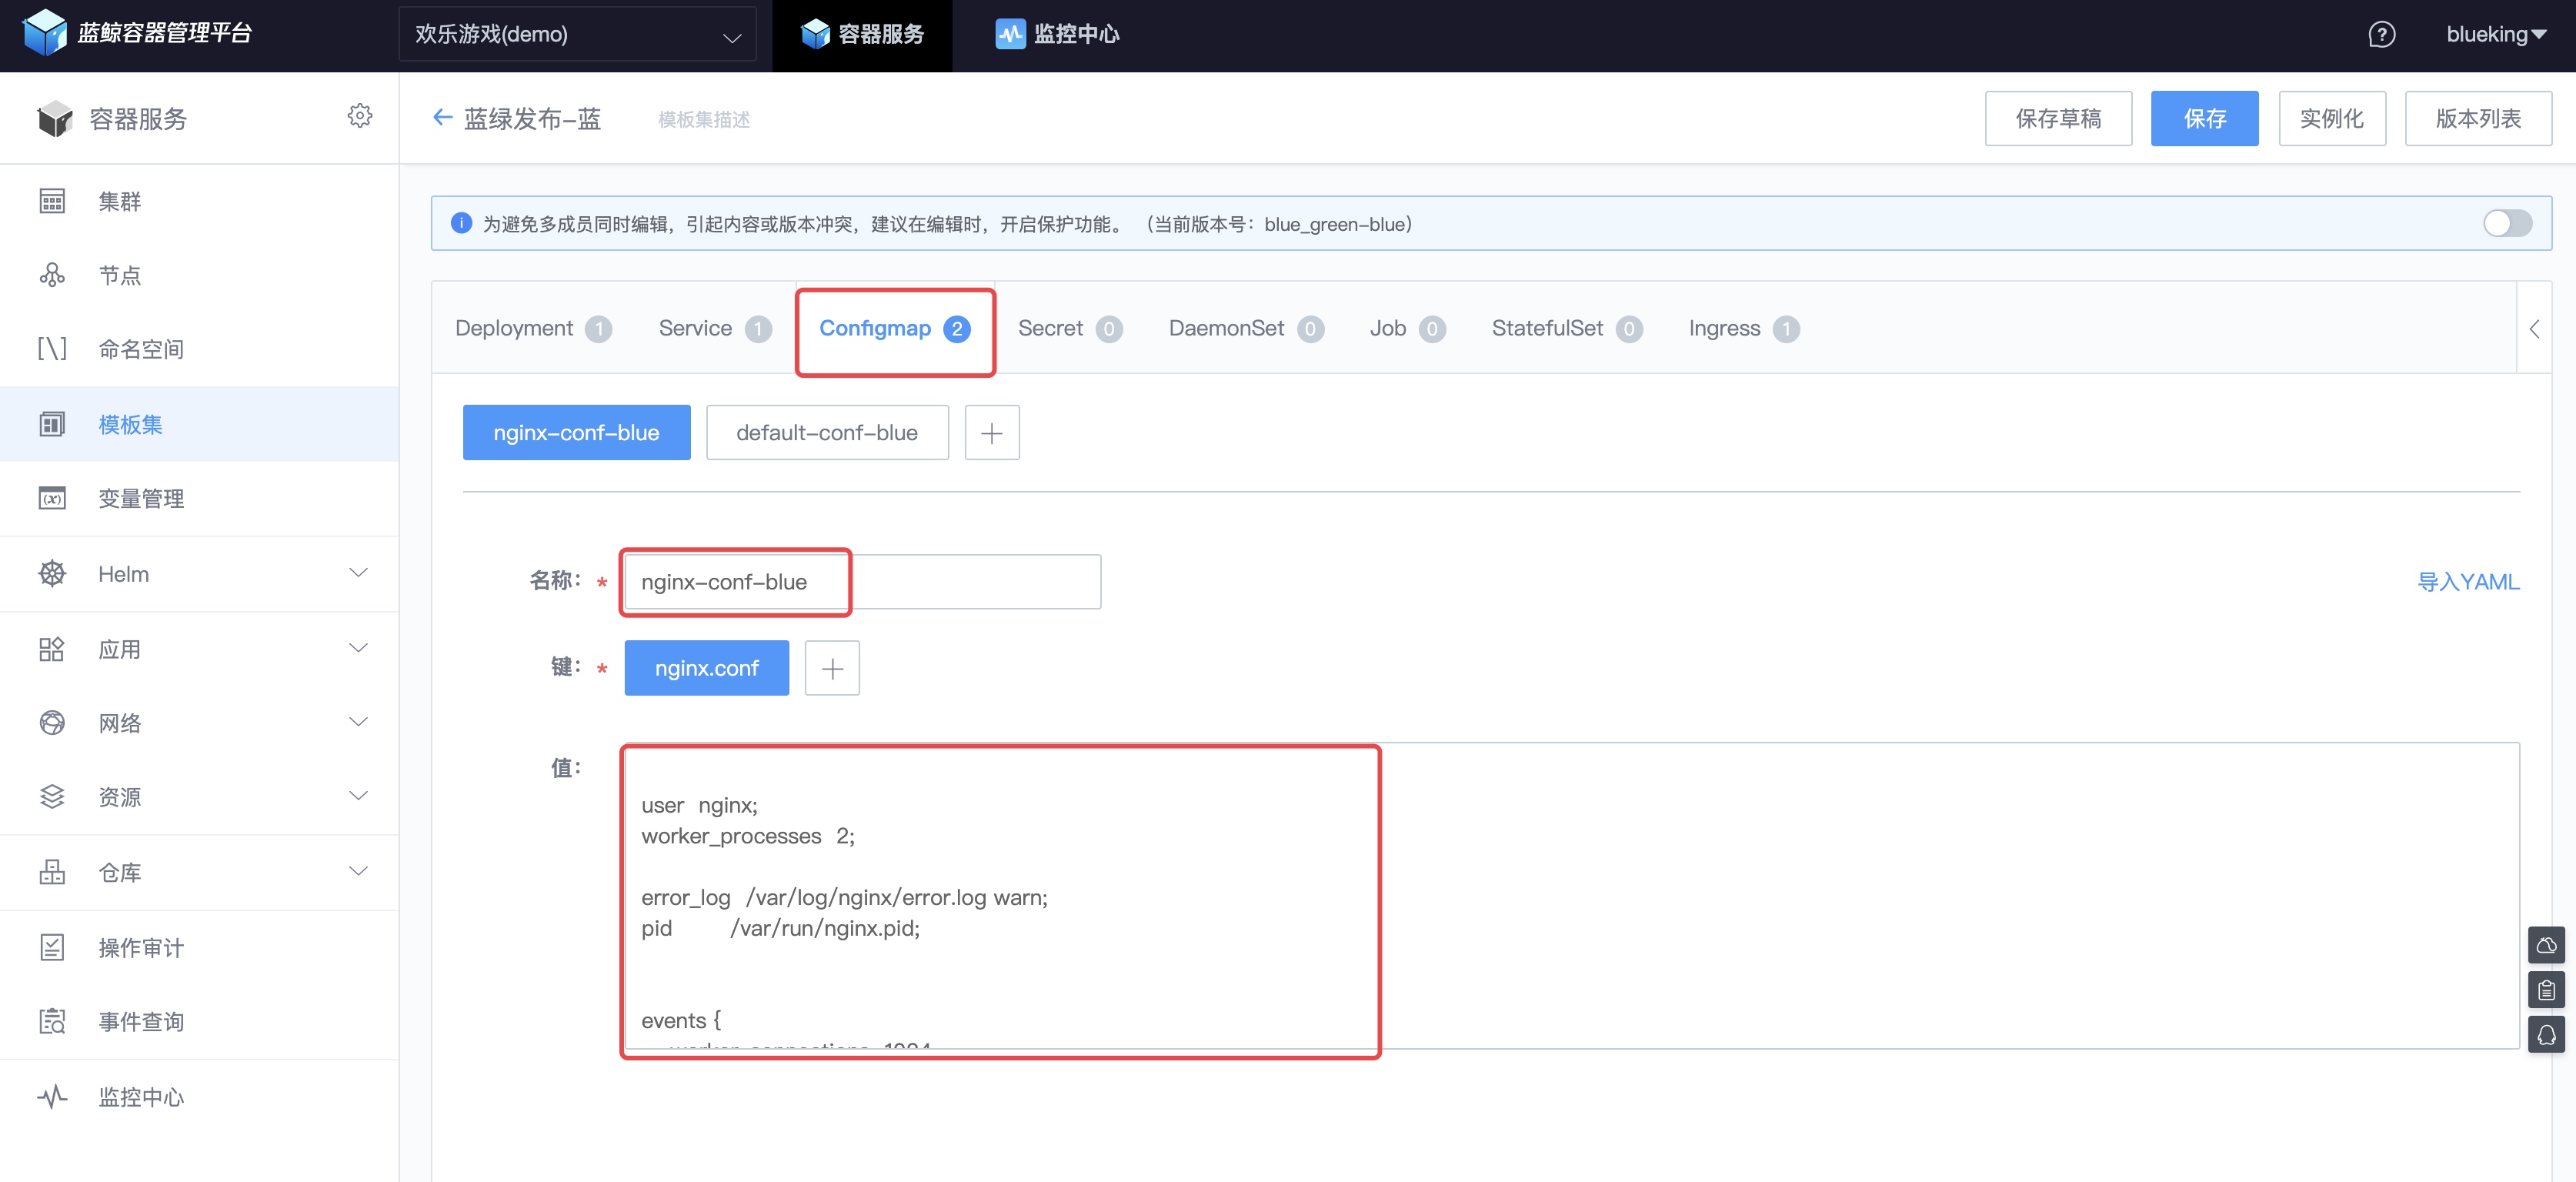 蓝鲸容器管理平台
欢乐游戏(demo)
容器服务
监控中心
blueking
容器服务
集群
节点
命名空间
模板集
变量管理
Helm
应用
网络
资源
仓库
操作审计
事件查询
监控中心
蓝绿发布-蓝 模板集描述
保存草稿 保存 实例化 版本列表
为避免多成员同时编辑，引起内容或版本冲突，建议在编辑时，开启保护功能。（当前版本号：blue_green-blue）
Deployment 1 Service 1 Configmap 2 Secret 0 DaemonSet 0 Job 0 StatefulSet 0 Ingress 1
nginx-conf-blue default-conf-blue
名称： * nginx-conf-blue
导入YAML
键： * nginx.conf
值：
user  nginx;
worker_processes  2;
error_log  /var/log/nginx/error.log warn;
pid        /var/run/nginx.pid;
events {